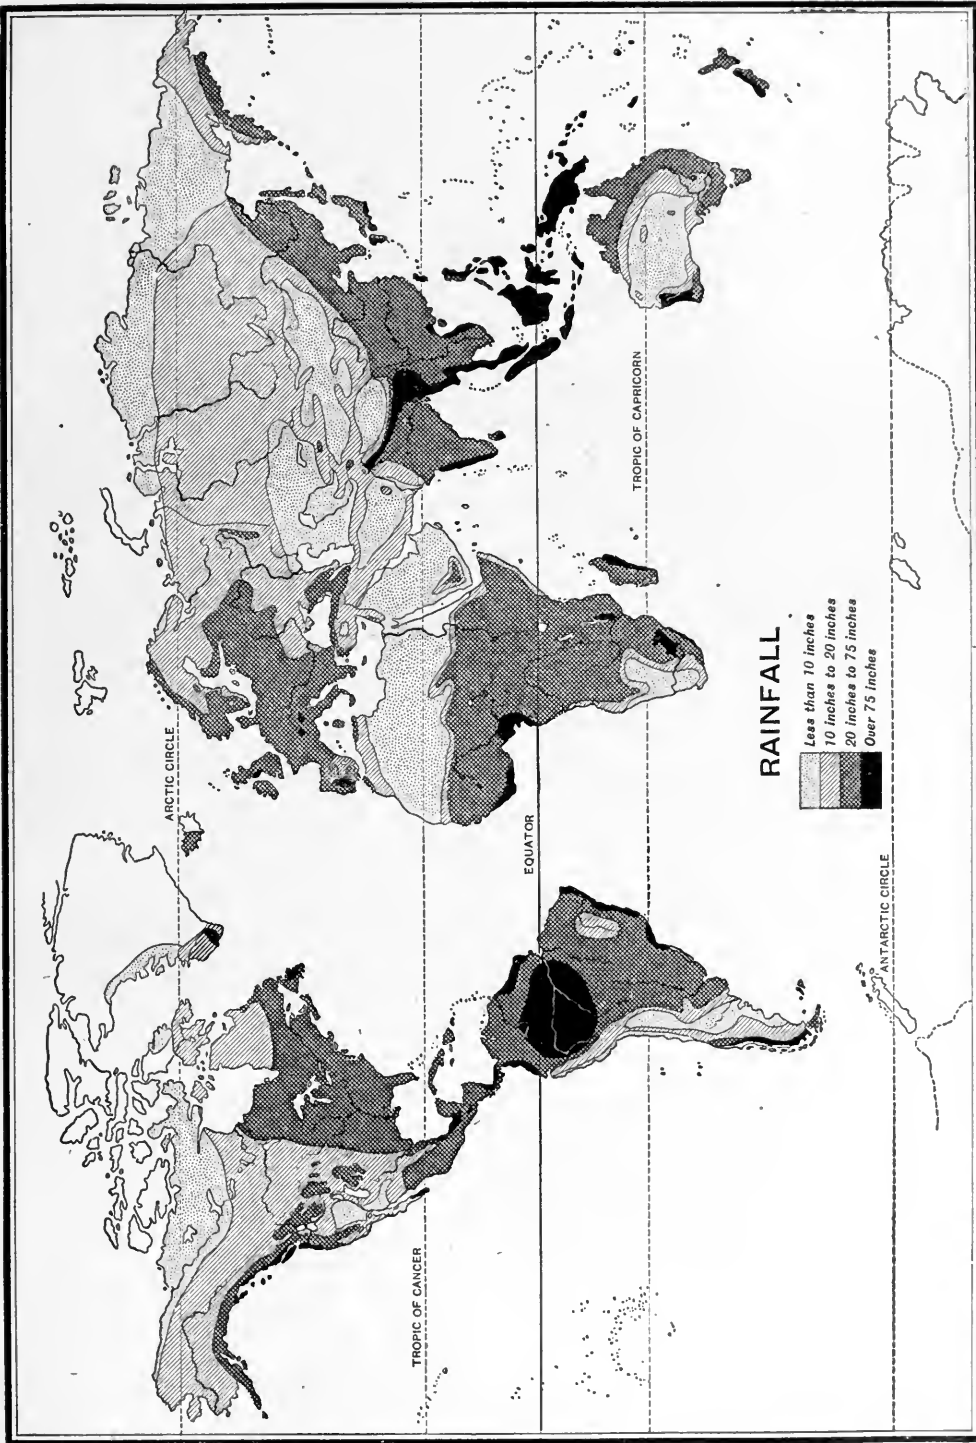 ARCTIC CIRCLE
TROPIC OF CANCER
EQUATOR
TROPIC OF CAPRICORN
ANTARCTIC CIRCLE
RAINFALL
Less than 10 inches
10 inches to 20 inches
20 inches to 75 inches
Over 75 inches